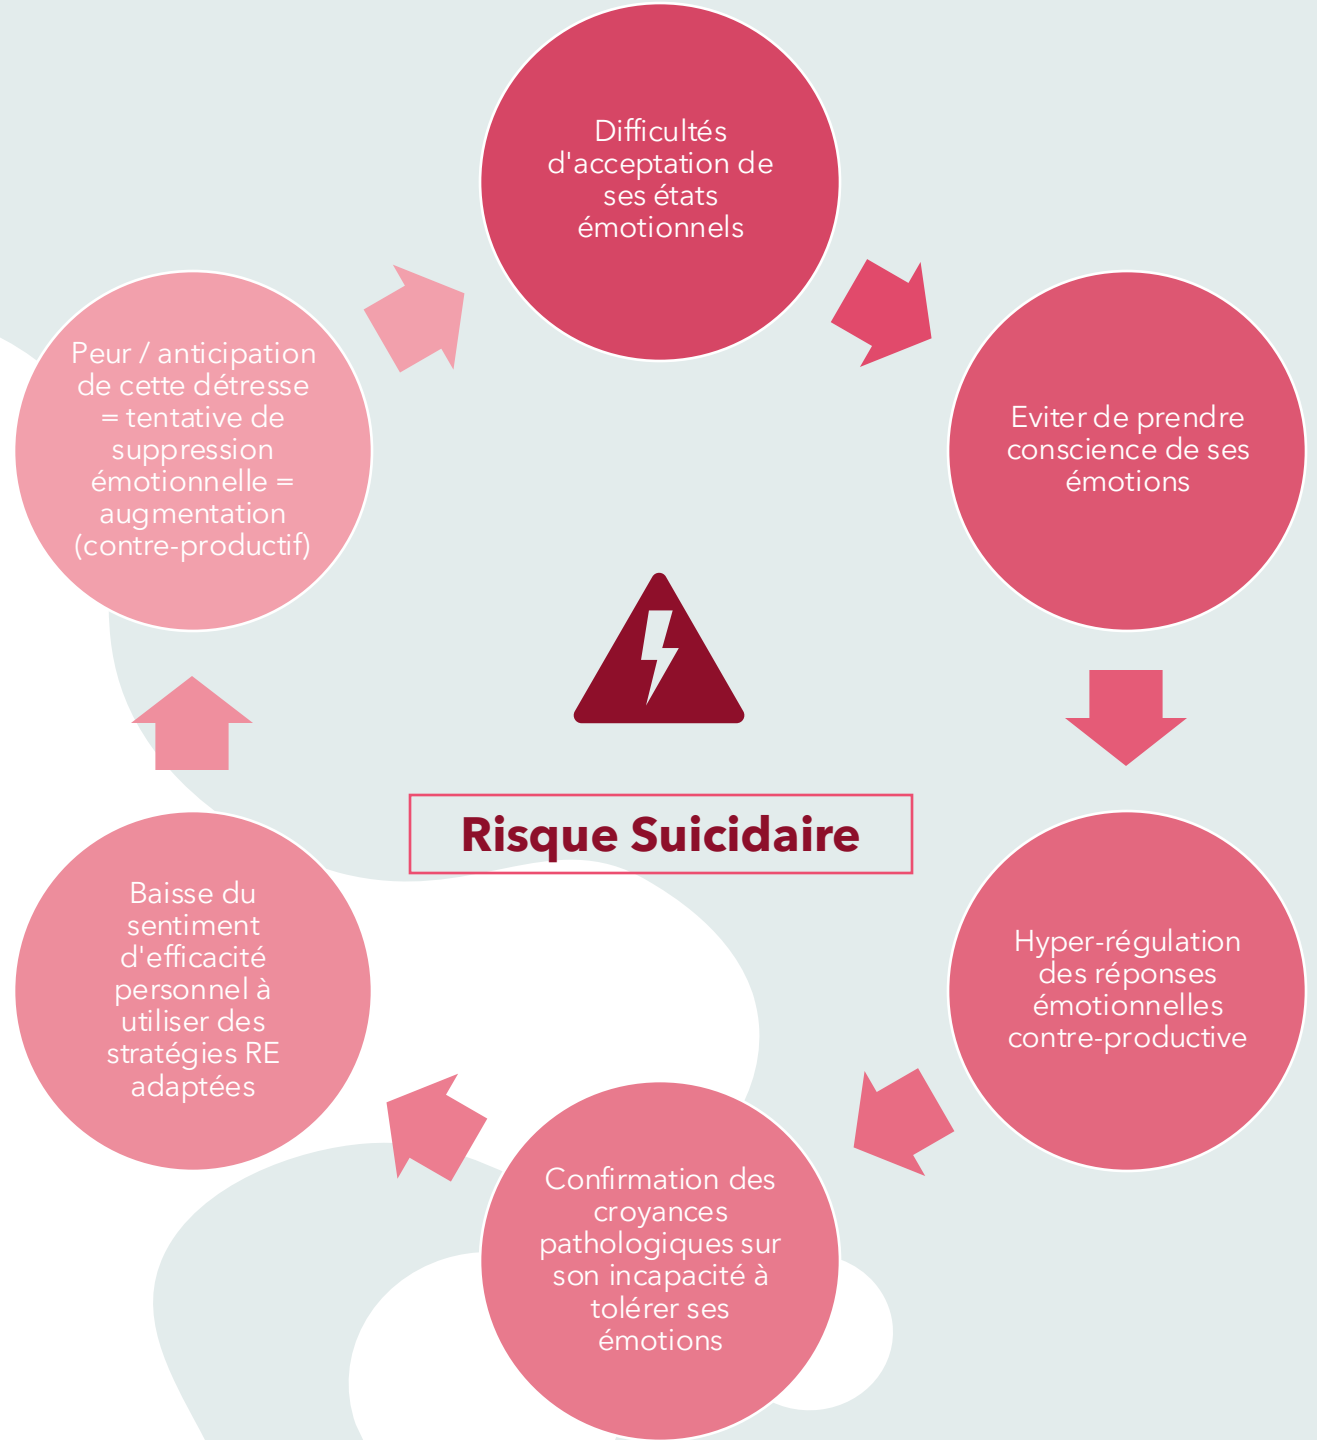 Difficultés
d'acceptation de
ses états
émotionnels
Eviter de prendre
conscience de ses
émotions
Hyper-régulation
des réponses
émotionnelles
contre-productive
Confirmation des
croyances
pathologiques sur
son incapacité à
tolérer ses
émotions
Baisse du
sentiment
d'efficacité
personnel à
utiliser des
stratégies RE
adaptées
Peur / anticipation
de cette détresse
= tentative de
suppression
émotionnelle =
augmentation
(contre-productif)
Risque Suicidaire